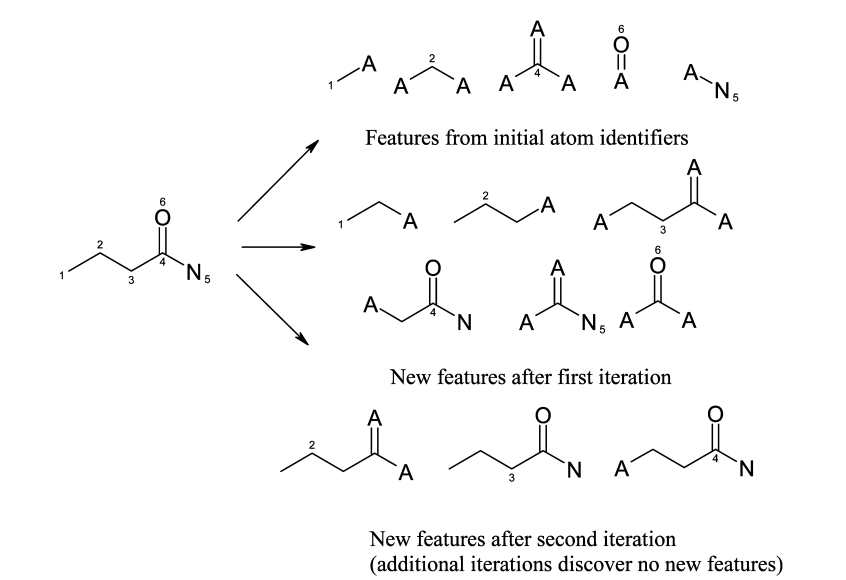 A
1
2
A A
A
4
A A
6
O
A
A
N 5
Features from initial atom identifiers
6
O
2
1
3
4
N 5
1
A
2
A
A
A
3
A
O
A
4
N
A
A
N 5
6
O
A A
New features after first iteration
A
2
A
O
3
N
O
A
4
N
New features after second iteration
(additional iterations discover no new features)